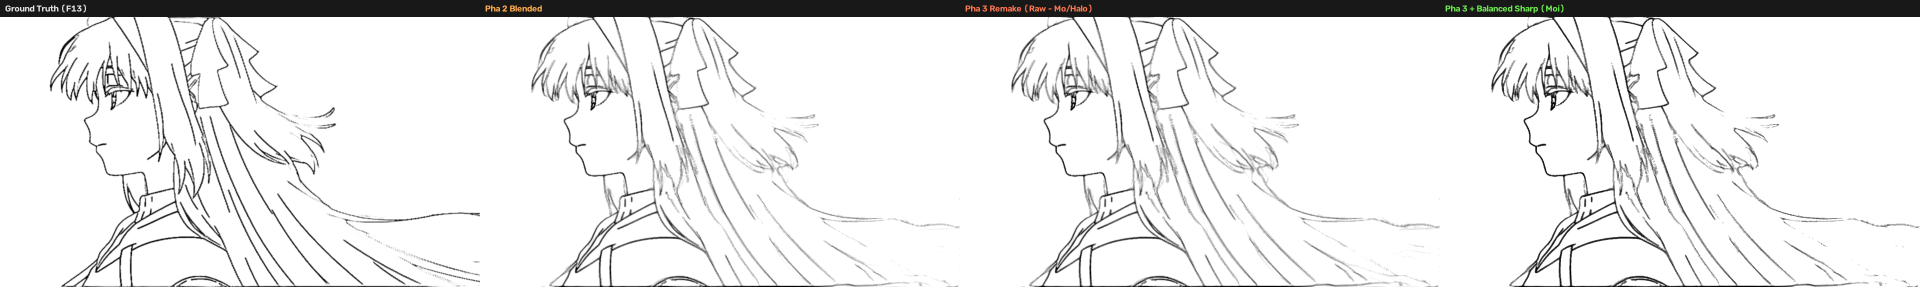 Ground Truth (F13)
Pha 2 Blended
Pha 3 Remake (Raw - Mo/Halo)
Pha 3 + Balanced Sharp (Moi)